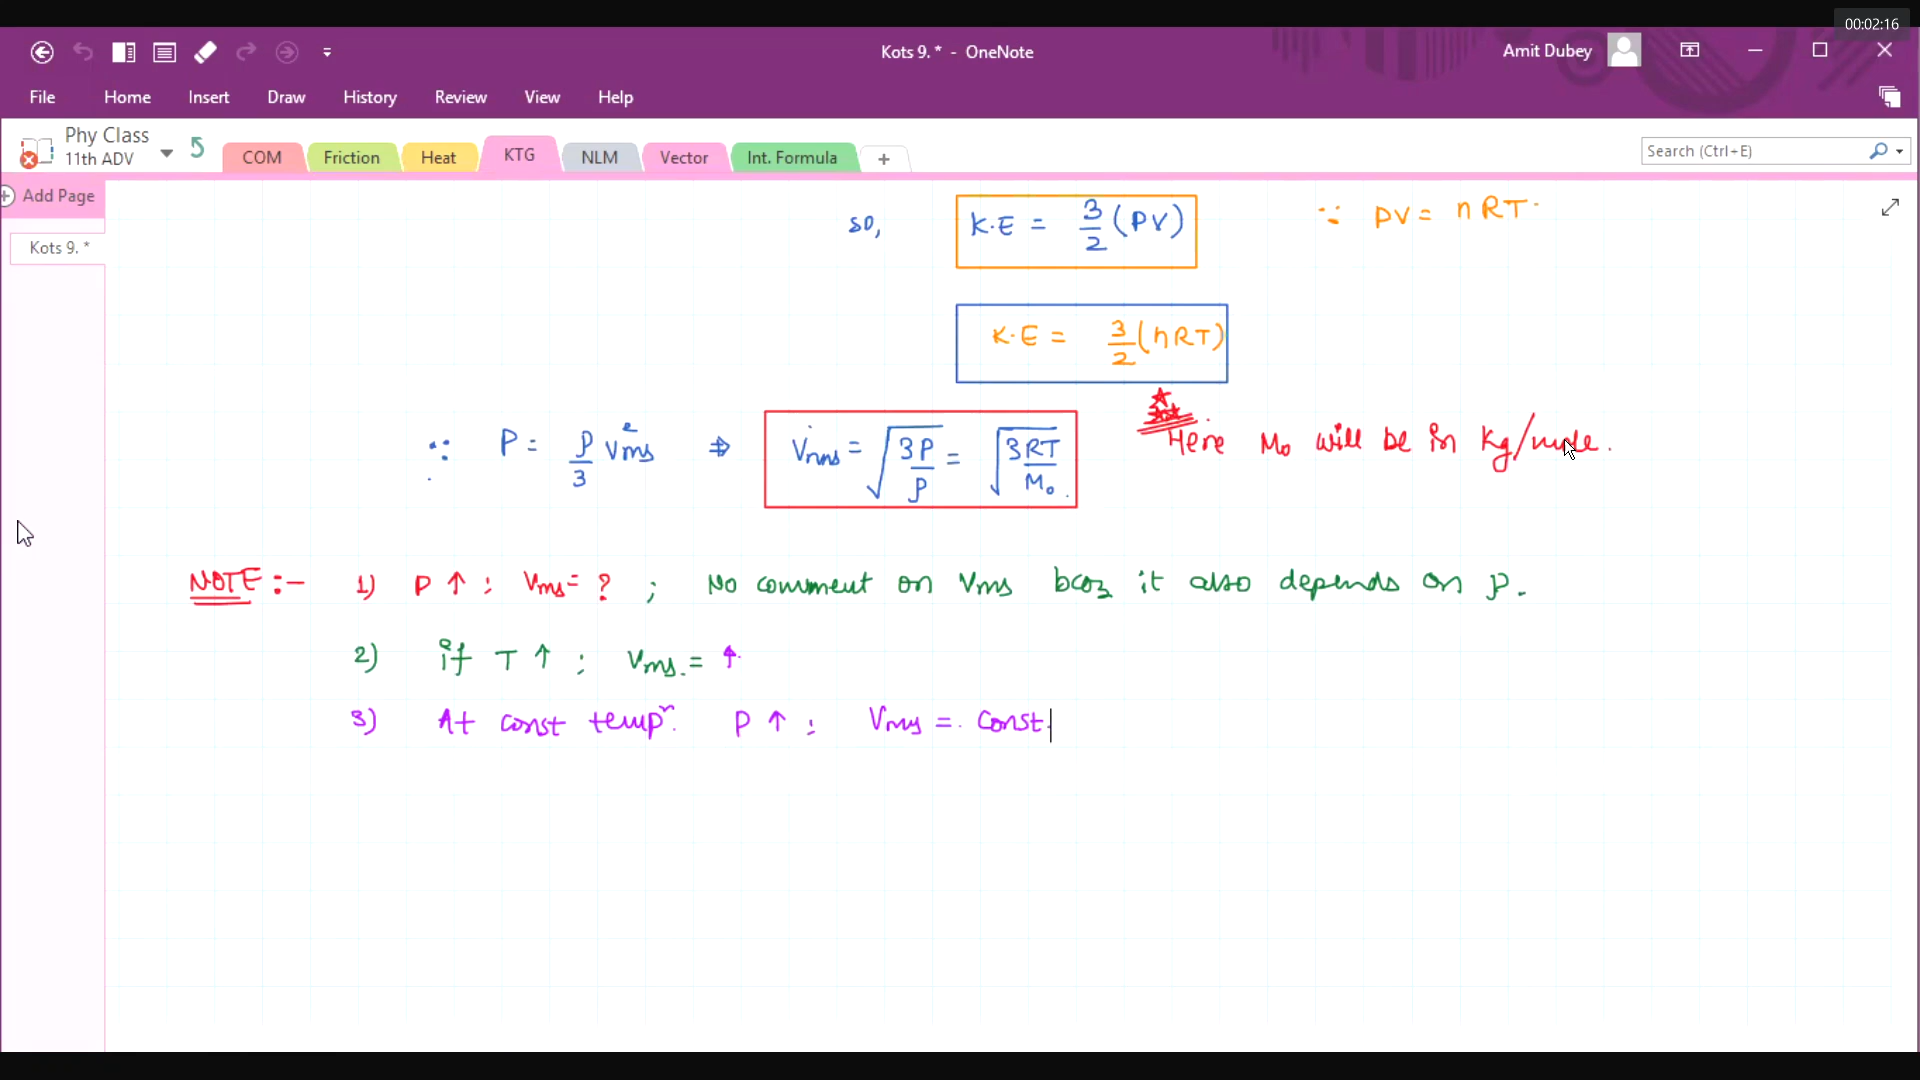 00:02:16
Kots 9.* - OneNote
Amit Dubey
File Home Insert Draw History Review View Help
Phy Class
11th ADV
COM Friction Heat KTG NLM Vector Int. Formula +
Search (Ctrl+E)
Add Page
Kots 9. *
so, K.E = 3/2 (PV) ∵ PV = nRT.
K.E = 3/2 (nRT)
∵ P = ρ/3 Vrms² ⇒ Vrms = √(3P/ρ) = √(3RT/M₀) Here M₀ will be in Kg/mole.
NOTE :- 1) P ↑ : Vrms = ? ; No comment on Vrms bcoz it also depends on ρ.
2) if T ↑ ; Vrms. = ↑
3) At const tempr. P ↑ : Vrms = const.